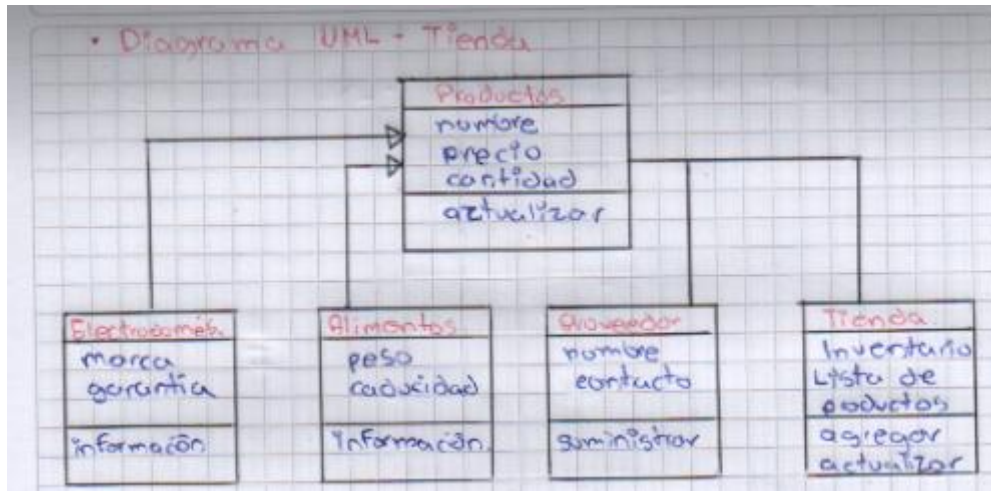 • Diagrama UML - Tienda
Productos
nombre
precio
cantidad
actualizar
Electrodomés.
marca
garantía
información
Alimentos
peso
caducidad
información
Proveedor
nombre
contacto
suministrar
Tienda
Inventario
Lista de
productos
agregar
actualizar